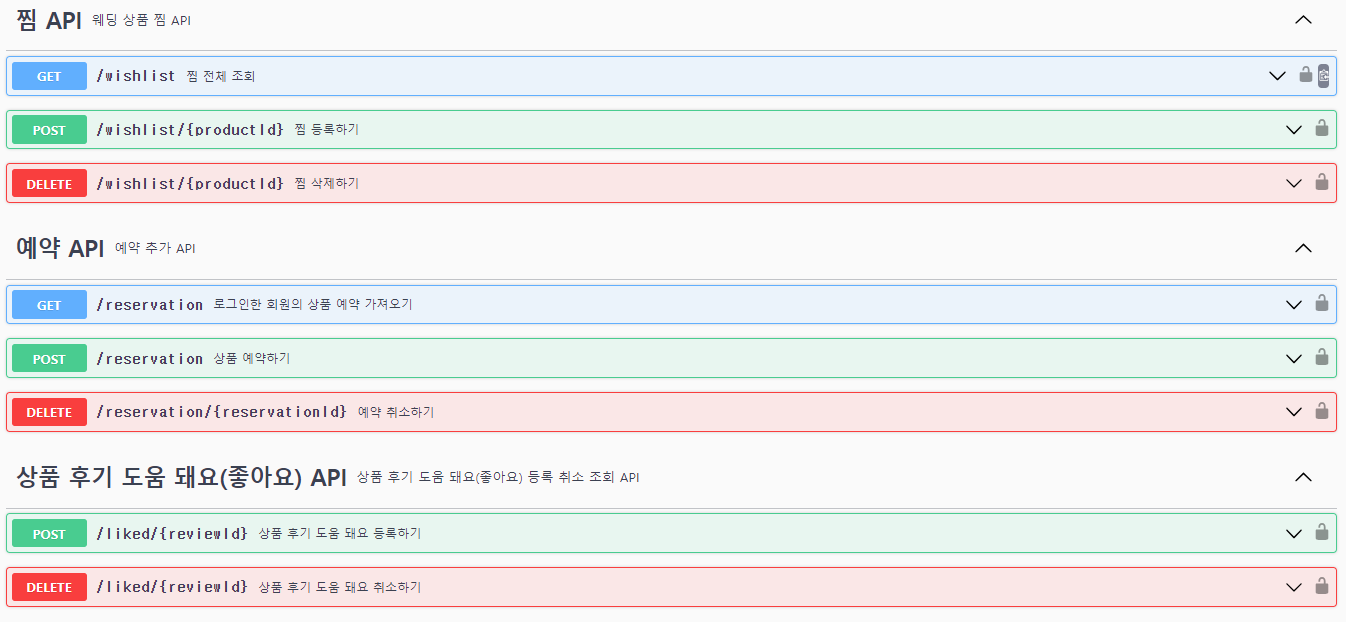 찜 API 웨딩 상품 찜 API
GET /wishlist 찜 전체 조회
POST /wishlist/{productId} 찜 등록하기
DELETE /wishlist/{productId} 찜 삭제하기
예약 API 예약 추가 API
GET /reservation 로그인한 회원의 상품 예약 가져오기
POST /reservation 상품 예약하기
DELETE /reservation/{reservationId} 예약 취소하기
상품 후기 도움 돼요(좋아요) API 상품 후기 도움 돼요(좋아요) 등록 취소 조회 API
POST /liked/{reviewId} 상품 후기 도움 돼요 등록하기
DELETE /liked/{reviewId} 상품 후기 도움 돼요 취소하기